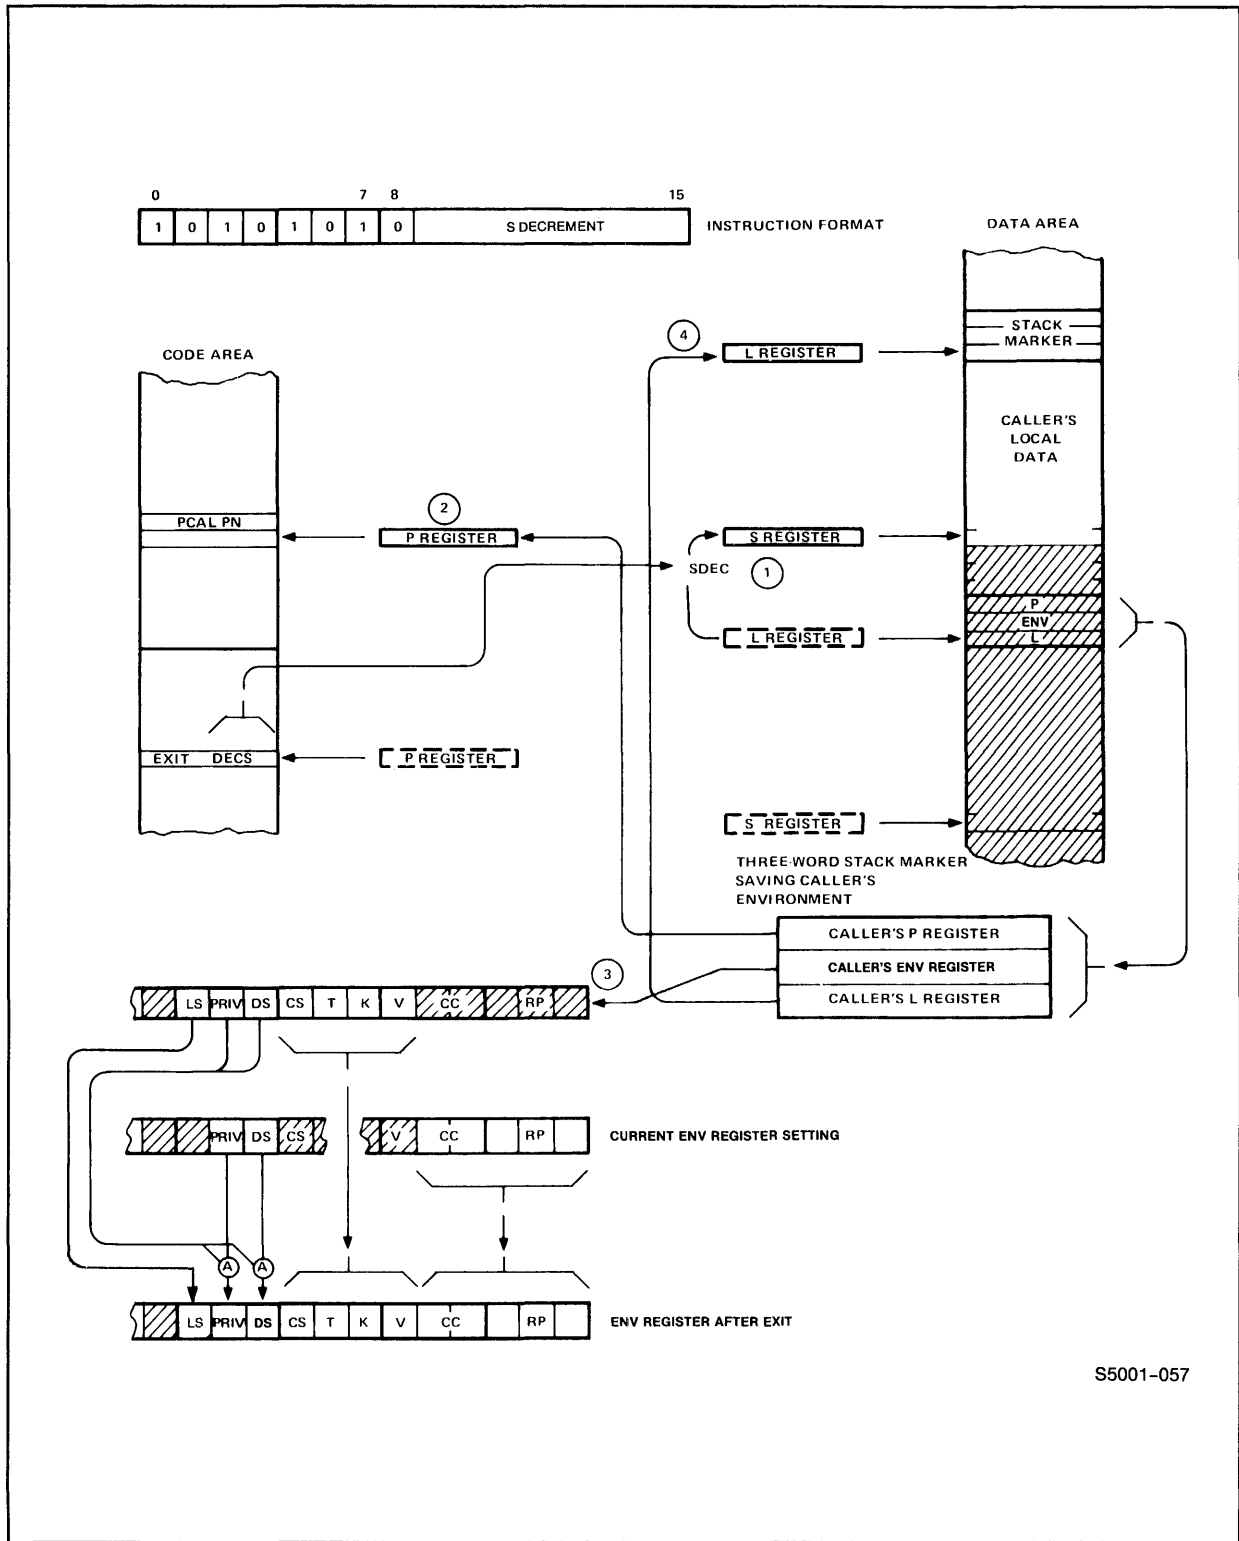 0 7 8 15
1 0 1 0 1 0 1 0 S DECREMENT INSTRUCTION FORMAT
DATA AREA
STACK
MARKER
4
L REGISTER
CODE AREA
CALLER'S
LOCAL
DATA
2
PCAL PN
P REGISTER
S REGISTER
SDEC 1
P
ENV
L
L REGISTER
EXIT DECS
P REGISTER
S REGISTER
THREE-WORD STACK MARKER
SAVING CALLER'S
ENVIRONMENT
CALLER'S P REGISTER
CALLER'S ENV REGISTER
CALLER'S L REGISTER
3
LS PRIV DS CS T K V CC RP
PRIV DS CS V CC RP CURRENT ENV REGISTER SETTING
A A
LS PRIV DS CS T K V CC RP ENV REGISTER AFTER EXIT
S5001-057